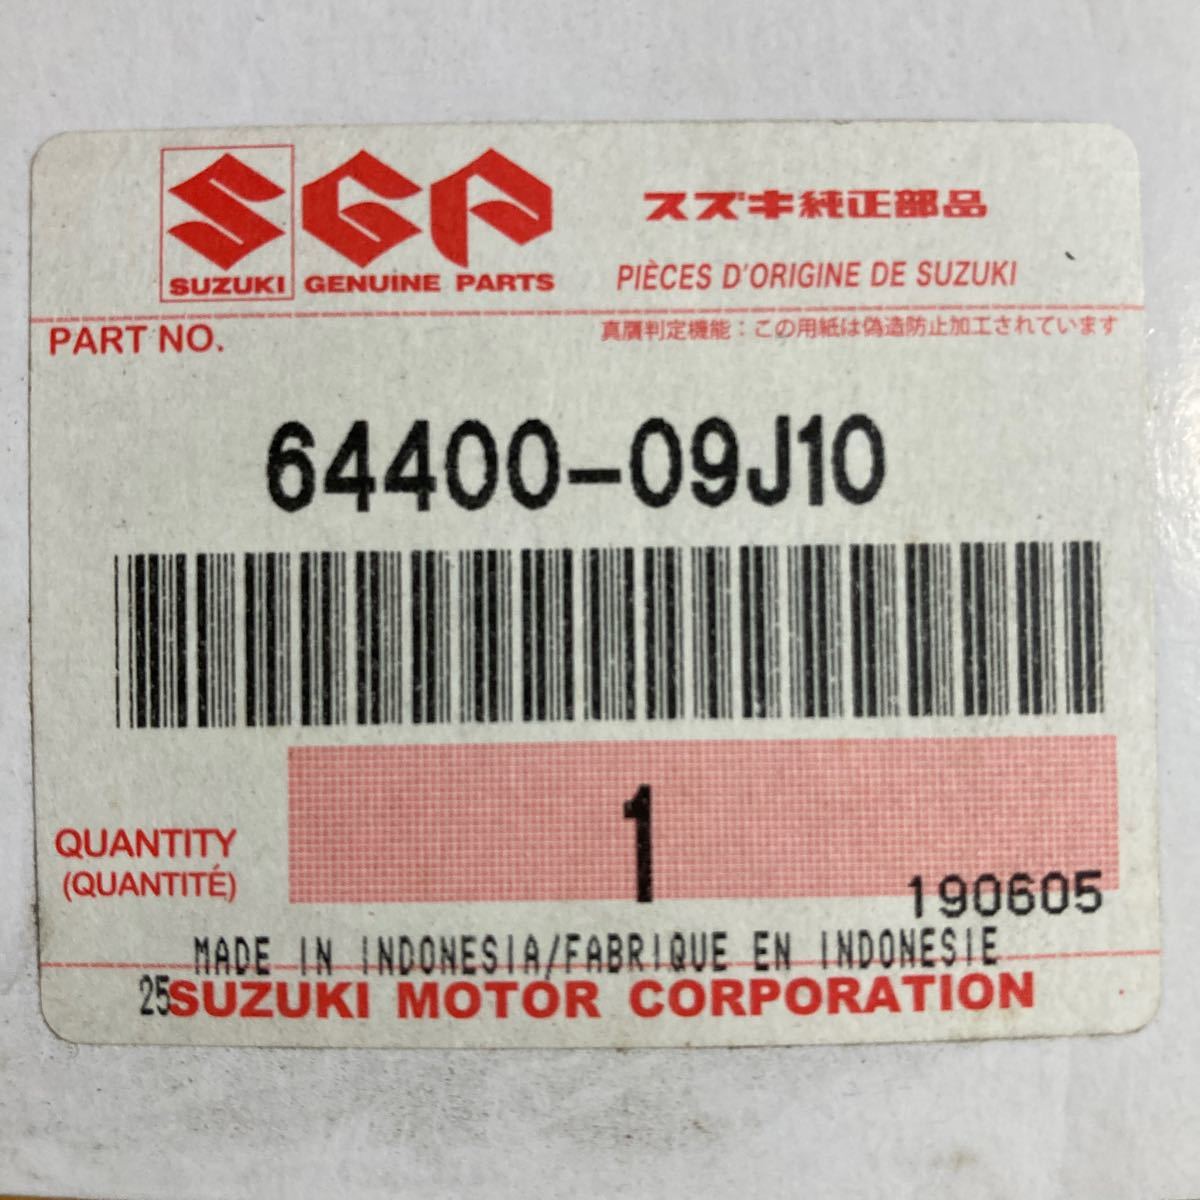 SGP
スズキ純正部品
SUZUKI GENUINE PARTS
PIÈCES D'ORIGINE DE SUZUKI
PART NO.
真贋判定機能：この用紙は偽造防止加工されています
64400-09J10
1
QUANTITY
(QUANTITÉ)
190605
MADE IN INDONESIA/FABRIQUE EN INDONESIE
25
SUZUKI MOTOR CORPORATION